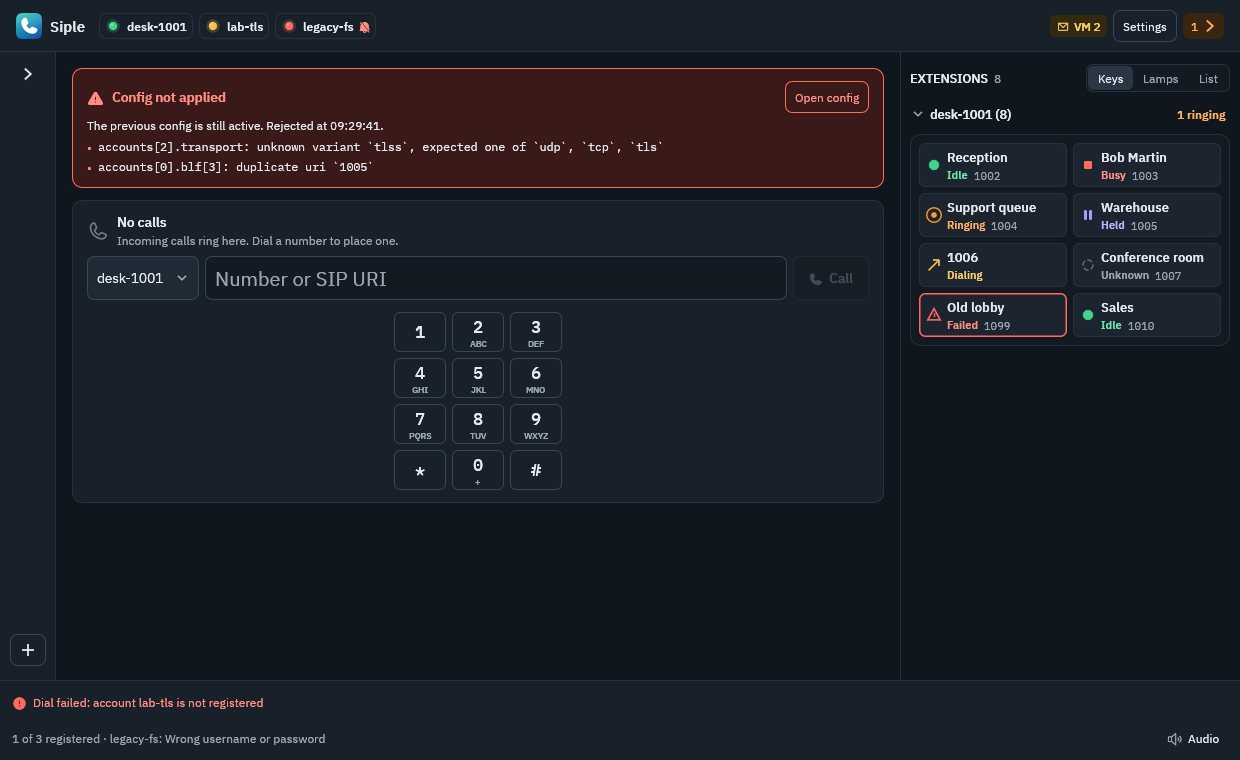 Siple
desk-1001
lab-tls
legacy-fs
VM 2
Settings
1
Config not applied
Open config
The previous config is still active. Rejected at 09:29:41.
• accounts[2].transport: unknown variant `tlss`, expected one of `udp`, `tcp`, `tls`
• accounts[0].blf[3]: duplicate uri `1005`
No calls
Incoming calls ring here. Dial a number to place one.
desk-1001
Number or SIP URI
Call
1
2
ABC
3
DEF
4
GHI
5
JKL
6
MNO
7
PQRS
8
TUV
9
WXYZ
*
0
+
#
EXTENSIONS 8
Keys
Lamps
List
desk-1001 (8)
1 ringing
Reception
Idle 1002
Bob Martin
Busy 1003
Support queue
Ringing 1004
Warehouse
Held 1005
1006
Dialing
Conference room
Unknown 1007
Old lobby
Failed 1099
Sales
Idle 1010
Dial failed: account lab-tls is not registered
1 of 3 registered · legacy-fs: Wrong username or password
Audio